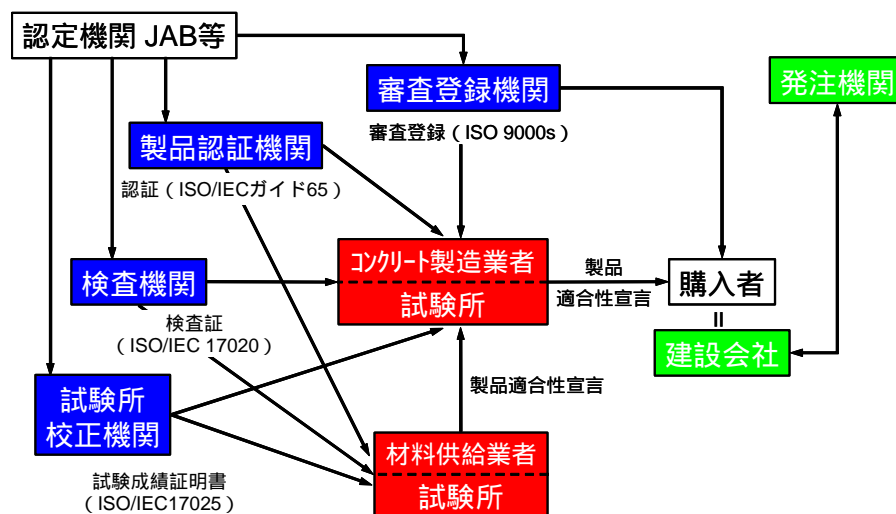 認定機関 JAB等
審査登録機関
発注機関
審査登録（ISO 9000s）
製品認証機関
認証（ISO/IECガイド65）
コンクリート製造業者
試験所
検査機関
製品
適合性宣言
購入者
検査証
（ISO/IEC 17020）
=
建設会社
試験所
校正機関
製品適合性宣言
材料供給業者
試験所
試験成績証明書
（ISO/IEC17025）